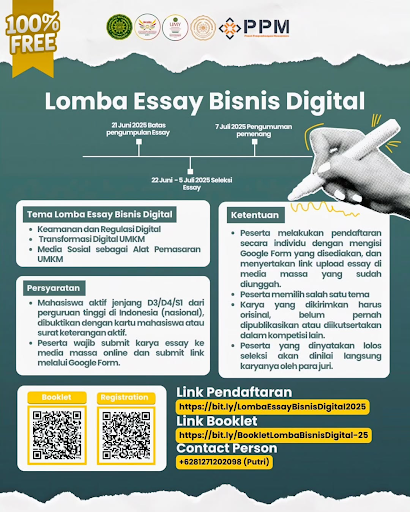 100%
FREE
UMY
PPM
Lomba Essay Bisnis Digital
21 Juni 2025 Batas
pengumpulan Essay
7 Juli 2025 Pengumuman
pemenang
22 Juni - 5 Juli 2025 Seleksi
Essay
Tema Lomba Essay Bisnis Digital
• Keamanan dan Regulasi Digital
• Transformasi Digital UMKM
• Media Sosial sebagai Alat Pemasaran
UMKM
Persyaratan
• Mahasiswa aktif jenjang D3/D4/S1 dari
perguruan tinggi di Indonesia (nasional),
dibuktikan dengan kartu mahasiswa atau
surat keterangan aktif.
• Peserta wajib submit karya essay ke
media massa online dan submit link
melalui Google Form.
Ketentuan
• Peserta melakukan pendaftaran
secara individu dengan mengisi
Google Form yang disediakan, dan
menyertakan link upload essay di
media massa yang sudah
diunggah.
• Peserta memilih salah satu tema
• Karya yang dikirimkan harus
orisinal, belum pernah
dipublikasikan atau diikutsertakan
dalam kompetisi lain.
• Peserta yang dinyatakan lolos
seleksi akan dinilai langsung
karyanya oleh para juri.
Booklet
Registration
Link Pendaftaran
https://bit.ly/LombaEssayBisnisDigital2025
Link Booklet
https://bit.ly/BookletLombaBisnisDigital-25
Contact Person
+6281271202098 (Putri)